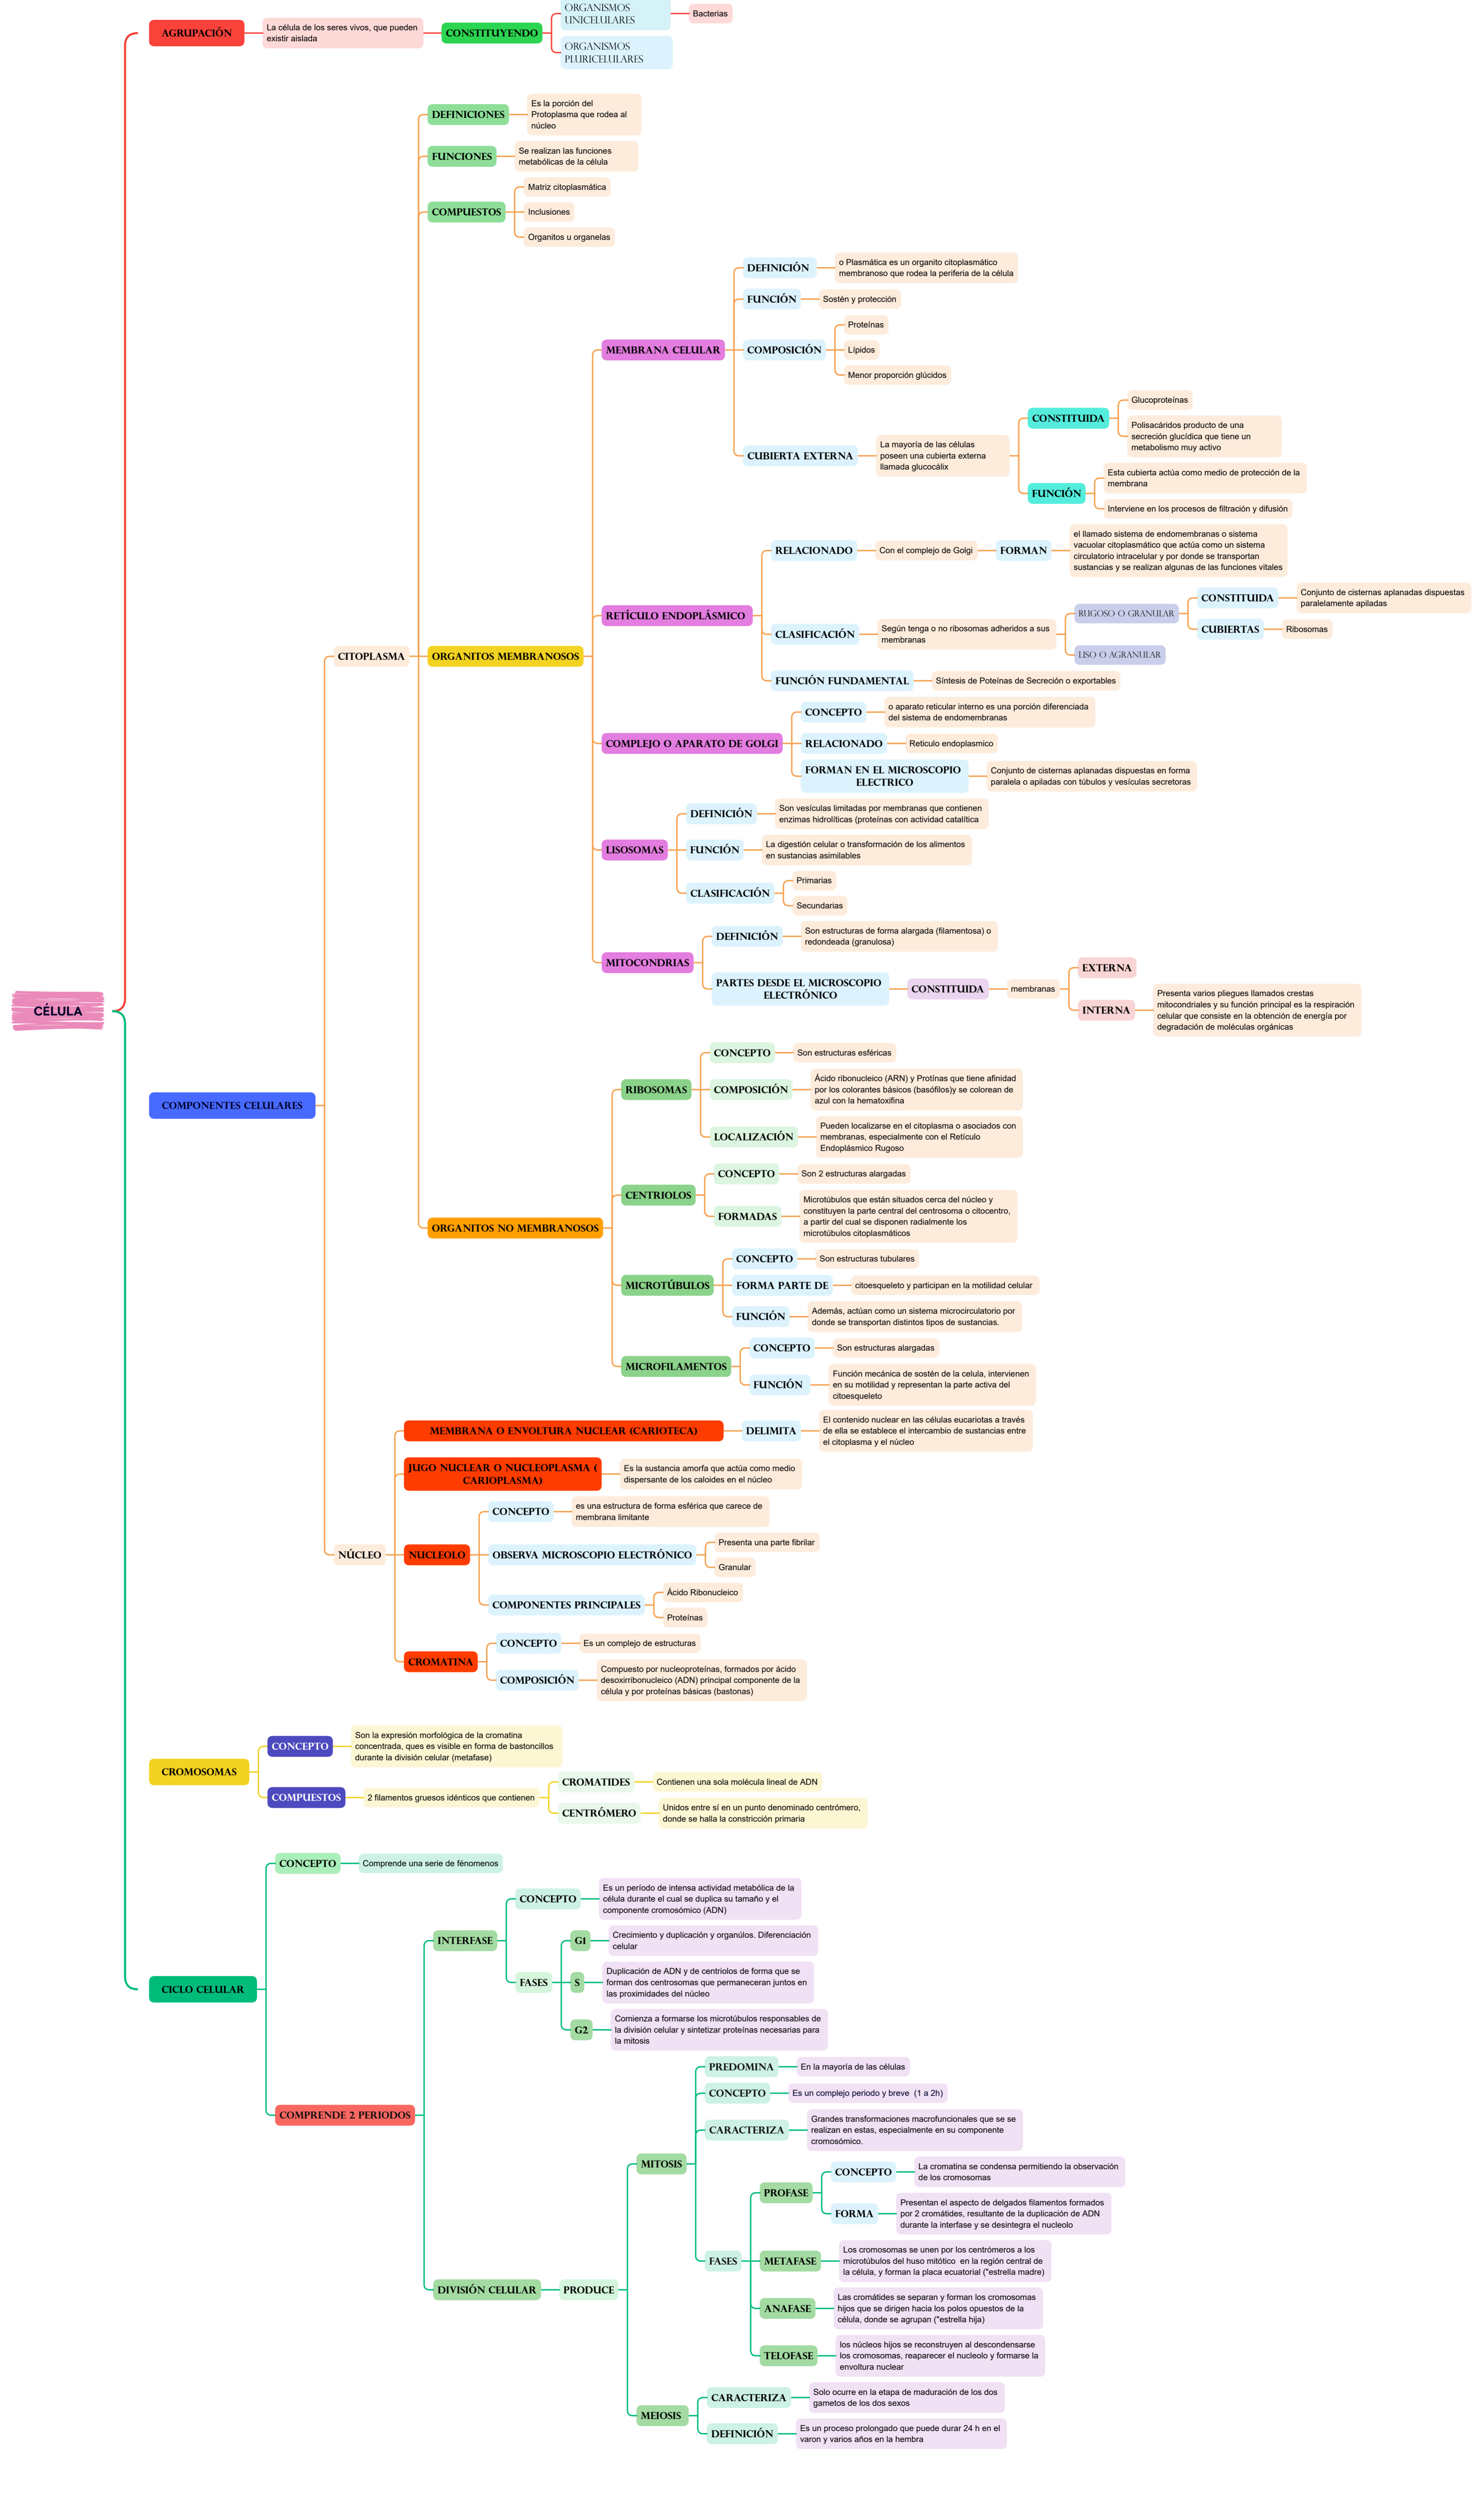 AGRUPACIÓN
La célula de los seres vivos, que pueden
existir aislada
CONSTITUYENDO
ORGANISMOS
UNICELULARES
Bacterias
ORGANISMOS
PLURICELULARES
DEFINICIONES
Es la porción del
Protoplasma que rodea al
núcleo
FUNCIONES
Se realizan las funciones
metabólicas de la célula
COMPUESTOS
Matriz citoplasmática
Inclusiones
Organitos u organelas
DEFINICIÓN
o Plasmática es un organito citoplasmático
membranoso que rodea la periferia de la célula
FUNCIÓN
Sostén y protección
MEMBRANA CELULAR
COMPOSICIÓN
Proteínas
Lípidos
Menor proporción glúcidos
CUBIERTA EXTERNA
La mayoría de las células
poseen una cubierta externa
llamada glucocálix
CONSTITUIDA
Glucoproteínas
Polisacáridos producto de una
secreción glucídica que tiene un
metabolismo muy activo
FUNCIÓN
Esta cubierta actúa como medio de protección de la
membrana
Interviene en los procesos de filtración y difusión
RELACIONADO
Con el complejo de Golgi
FORMAN
el llamado sistema de endomembranas o sistema
vacuolar citoplasmático que actúa como un sistema
circulatorio intracelular y por donde se transportan
sustancias y se realizan algunas de las funciones vitales
RETÍCULO ENDOPLÁSMICO
CLASIFICACIÓN
Según tenga o no ribosomas adheridos a sus
membranas
RUGOSO O GRANULAR
CONSTITUIDA
Conjunto de cisternas aplanadas dispuestas
paralelamente apiladas
CUBIERTAS
Ribosomas
LISO O AGRANULAR
FUNCIÓN FUNDAMENTAL
Síntesis de Poteínas de Secreción o exportables
CITOPLASMA
ORGANITOS MEMBRANOSOS
COMPLEJO O APARATO DE GOLGI
CONCEPTO
o aparato reticular interno es una porción diferenciada
del sistema de endomembranas
RELACIONADO
Reticulo endoplasmico
FORMAN EN EL MICROSCOPIO
ELECTRICO
Conjunto de cisternas aplanadas dispuestas en forma
paralela o apiladas con túbulos y vesículas secretoras
LISOSOMAS
DEFINICIÓN
Son vesículas limitadas por membranas que contienen
enzimas hidrolíticas (proteínas con actividad catalítica
FUNCIÓN
La digestión celular o transformación de los alimentos
en sustancias asimilables
CLASIFICACIÓN
Primarias
Secundarias
MITOCONDRIAS
DEFINICIÓN
Son estructuras de forma alargada (filamentosa) o
redondeada (granulosa)
PARTES DESDE EL MICROSCOPIO
ELECTRÓNICO
CONSTITUIDA
membranas
EXTERNA
INTERNA
Presenta varios pliegues llamados crestas
mitocondriales y su función principal es la respiración
celular que consiste en la obtención de energía por
degradación de moléculas orgánicas
CÉLULA
COMPONENTES CELULARES
RIBOSOMAS
CONCEPTO
Son estructuras esféricas
COMPOSICIÓN
Ácido ribonucleico (ARN) y Protínas que tiene afinidad
por los colorantes básicos (basófilos)y se colorean de
azul con la hematoxifina
LOCALIZACIÓN
Pueden localizarse en el citoplasma o asociados con
membranas, especialmente con el Retículo
Endoplásmico Rugoso
CENTRIOLOS
CONCEPTO
Son 2 estructuras alargadas
FORMADAS
Microtúbulos que están situados cerca del núcleo y
constituyen la parte central del centrosoma o citocentro,
a partir del cual se disponen radialmente los
microtúbulos citoplasmáticos
ORGANITOS NO MEMBRANOSOS
MICROTÚBULOS
CONCEPTO
Son estructuras tubulares
FORMA PARTE DE
citoesqueleto y participan en la motilidad celular
FUNCIÓN
Además, actúan como un sistema microcirculatorio por
donde se transportan distintos tipos de sustancias.
MICROFILAMENTOS
CONCEPTO
Son estructuras alargadas
FUNCIÓN
Función mecánica de sostén de la celula, intervienen
en su motilidad y representan la parte activa del
citoesqueleto
MEMBRANA O ENVOLTURA NUCLEAR (CARIOTECA)
DELIMITA
El contenido nuclear en las células eucariotas a través
de ella se establece el intercambio de sustancias entre
el citoplasma y el núcleo
JUGO NUCLEAR O NUCLEOPLASMA (
CARIOPLASMA)
Es la sustancia amorfa que actúa como medio
dispersante de los caloides en el núcleo
NÚCLEO
NUCLEOLO
CONCEPTO
es una estructura de forma esférica que carece de
membrana limitante
OBSERVA MICROSCOPIO ELECTRÓNICO
Presenta una parte fibrilar
Granular
COMPONENTES PRINCIPALES
Ácido Ribonucleico
Proteínas
CROMATINA
CONCEPTO
Es un complejo de estructuras
COMPOSICIÓN
Compuesto por nucleoproteínas, formados por ácido
desoxirribonucleico (ADN) principal componente de la
célula y por proteínas básicas (bastonas)
CROMOSOMAS
CONCEPTO
Son la expresión morfológica de la cromatina
concentrada, ques es visible en forma de bastoncillos
durante la división celular (metafase)
COMPUESTOS
2 filamentos gruesos idénticos que contienen
CROMATIDES
Contienen una sola molécula lineal de ADN
CENTRÓMERO
Unidos entre sí en un punto denominado centrómero,
donde se halla la constricción primaria
CICLO CELULAR
CONCEPTO
Comprende una serie de fénomenos
COMPRENDE 2 PERIODOS
INTERFASE
CONCEPTO
Es un período de intensa actividad metabólica de la
célula durante el cual se duplica su tamaño y el
componente cromosómico (ADN)
FASES
G1
Crecimiento y duplicación y organúlos. Diferenciación
celular
S
Duplicación de ADN y de centriolos de forma que se
forman dos centrosomas que permaneceran juntos en
las proximidades del núcleo
G2
Comienza a formarse los microtúbulos responsables de
la división celular y sintetizar proteínas necesarias para
la mitosis
DIVISIÓN CELULAR
PRODUCE
MITOSIS
PREDOMINA
En la mayoría de las células
CONCEPTO
Es un complejo periodo y breve (1 a 2h)
CARACTERIZA
Grandes transformaciones macrofuncionales que se se
realizan en estas, especialmente en su componente
cromosómico.
FASES
PROFASE
CONCEPTO
La cromatina se condensa permitiendo la observación
de los cromosomas
FORMA
Presentan el aspecto de delgados filamentos formados
por 2 cromátides, resultante de la duplicación de ADN
durante la interfase y se desintegra el nucleolo
METAFASE
Los cromosomas se unen por los centrómeros a los
microtúbulos del huso mitótico en la región central de
la célula, y forman la placa ecuatorial ("estrella madre)
ANAFASE
Las cromátides se separan y forman los cromosomas
hijos que se dirigen hacia los polos opuestos de la
célula, donde se agrupan ("estrella hija)
TELOFASE
los núcleos hijos se reconstruyen al descondensarse
los cromosomas, reaparecer el nucleolo y formarse la
envoltura nuclear
MEIOSIS
CARACTERIZA
Solo ocurre en la etapa de maduración de los dos
gametos de los dos sexos
DEFINICIÓN
Es un proceso prolongado que puede durar 24 h en el
varon y varios años en la hembra